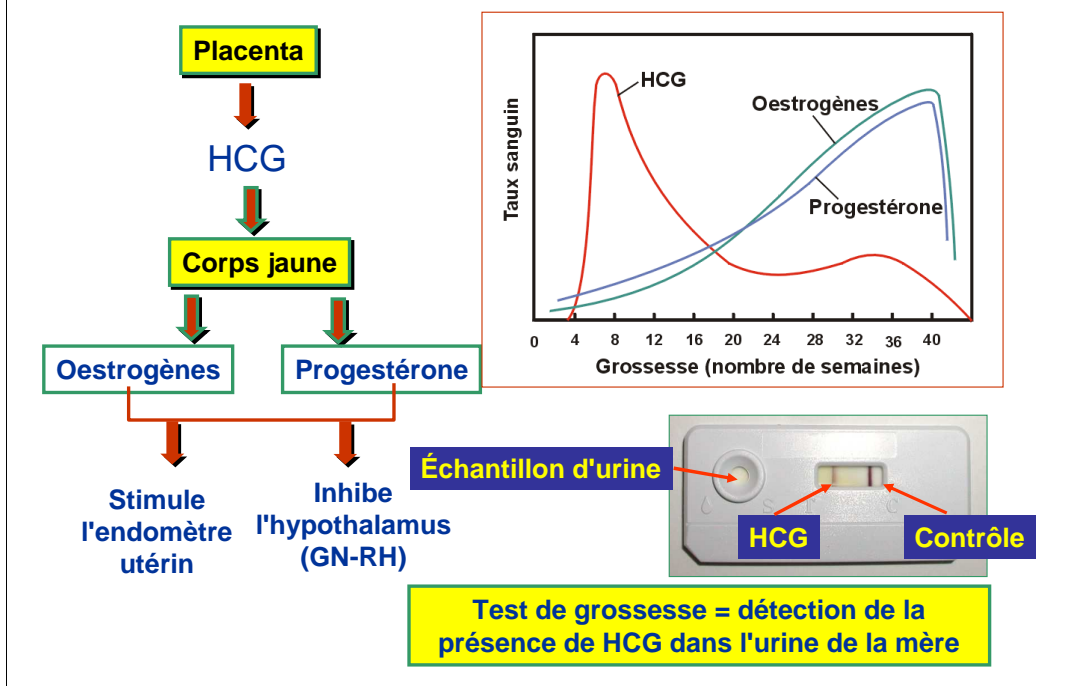 Placenta
HCG
Corps jaune
Oestrogènes
Progestérone
Stimule
l'endomètre
utérin
Inhibe
l'hypothalamus
(GN-RH)
Taux sanguin
HCG
Oestrogènes
Progestérone
0 4 8 12 16 20 24 28 32 36 40
Grossesse (nombre de semaines)
Échantillon d'urine
S T C
HCG
Contrôle
Test de grossesse = détection de la
présence de HCG dans l'urine de la mère